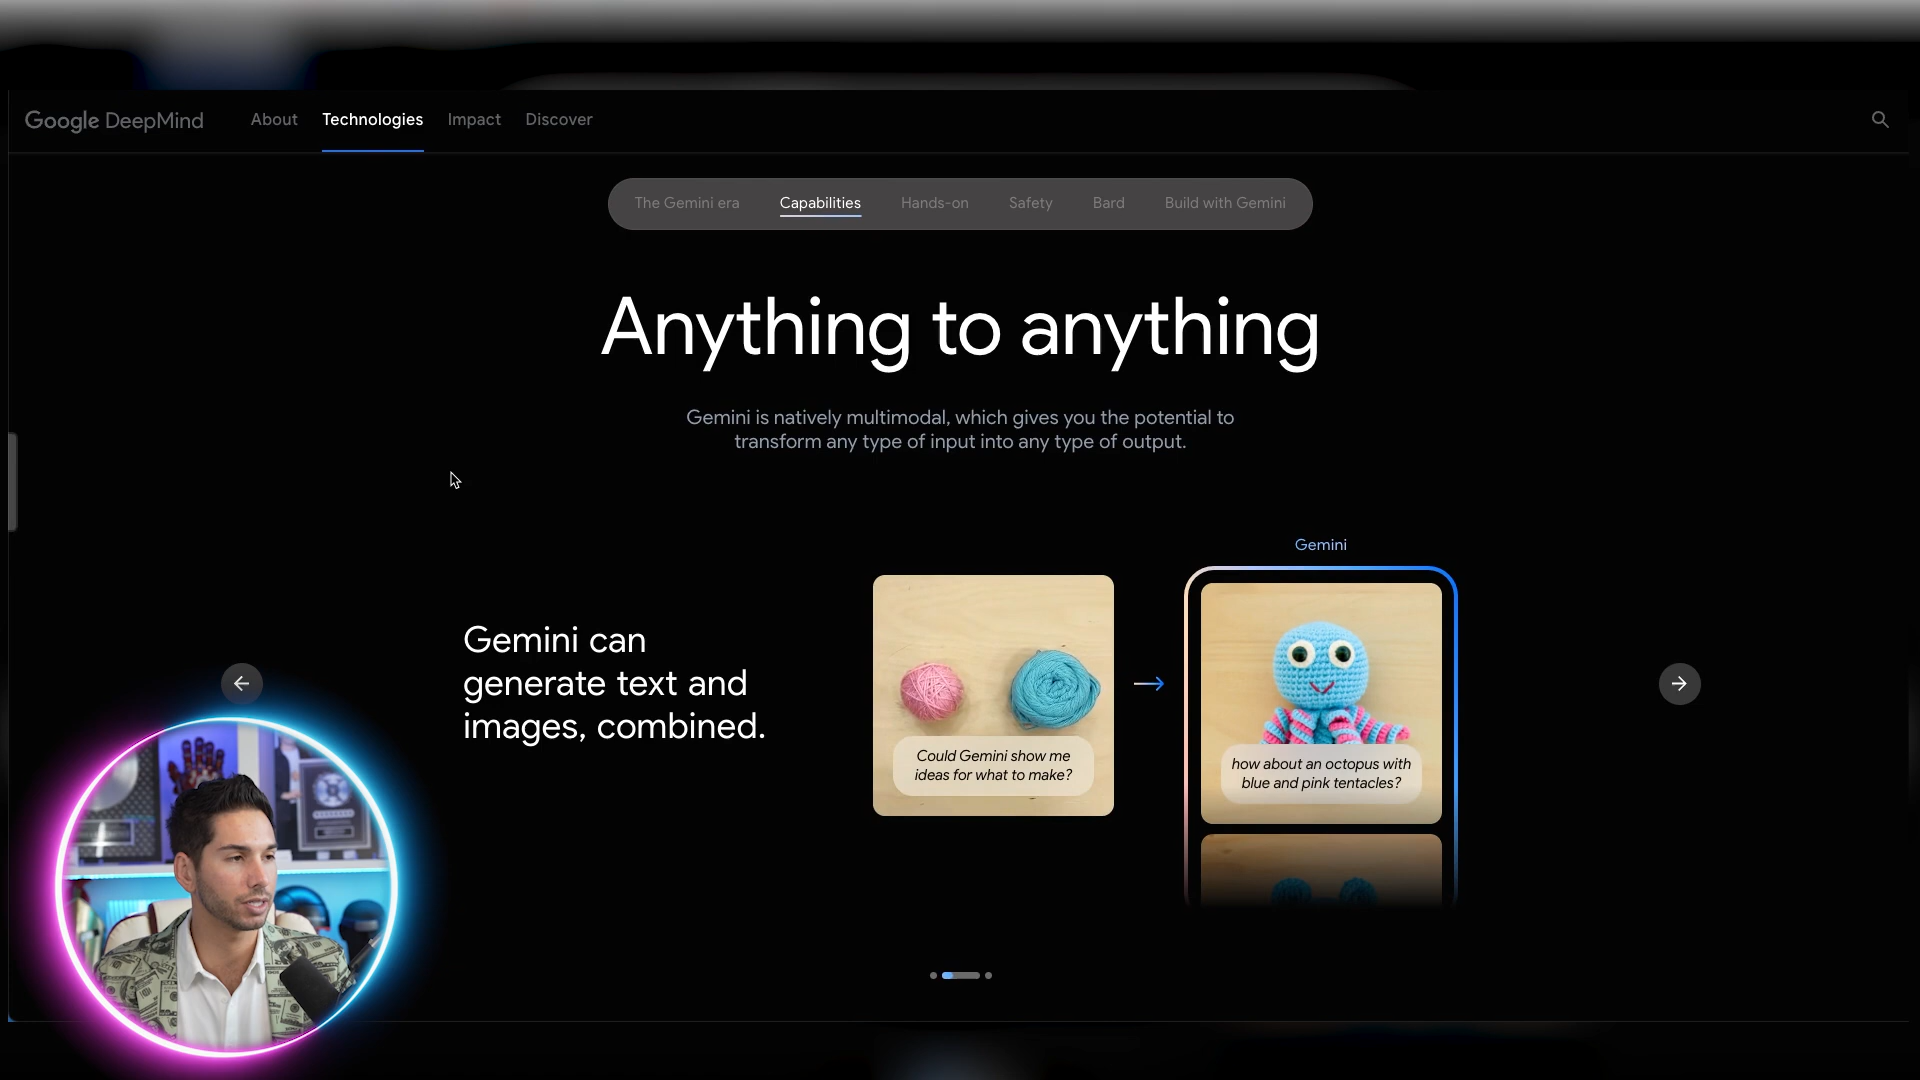 Google DeepMind
About
Technologies
Impact
Discover
The Gemini era
Capabilities
Hands-on
Safety
Bard
Build with Gemini
Anything to anything
Gemini is natively multimodal, which gives you the potential to
transform any type of input into any type of output.
Gemini can
generate text and
images, combined.
Could Gemini show me
ideas for what to make?
Gemini
how about an octopus with
blue and pink tentacles?